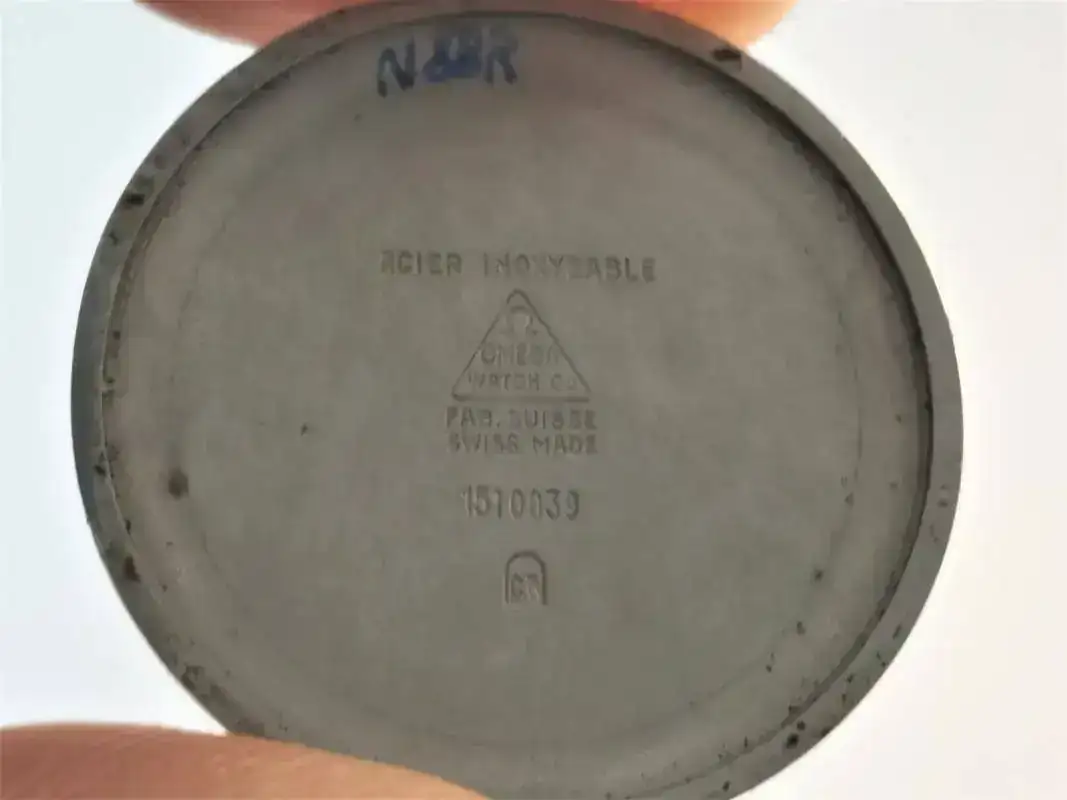 ACIER INOXYDABLE
OMEGA
WATCH CO
FAB. SUISSE
SWISS MADE
1510039